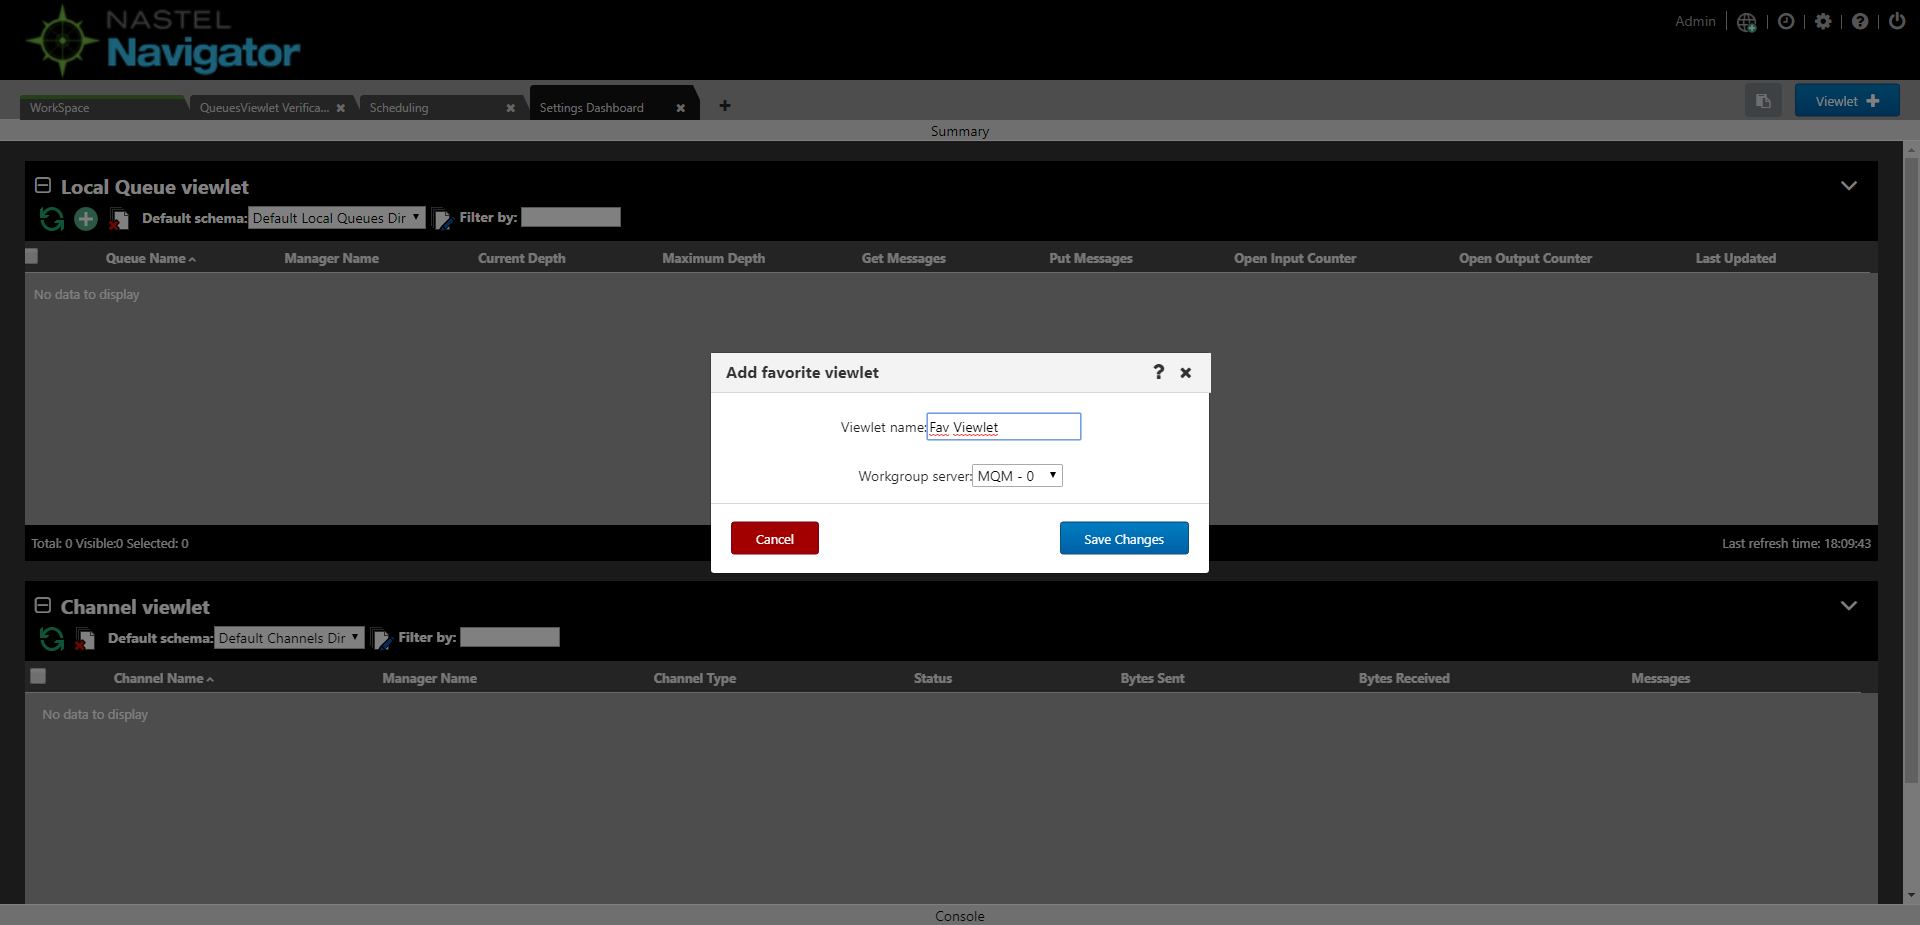 NASTEL
Navigator
Admin
WorkSpace
QueuesViewlet Verifica...
Scheduling
Settings Dashboard
Viewlet
Summary
Local Queue viewlet
Default schema: Default Local Queues Dir Filter by:
Queue Name Manager Name Current Depth Maximum Depth Get Messages Put Messages Open Input Counter Open Output Counter Last Updated
No data to display
Add favorite viewlet
Viewlet name: Fav Viewlet
Workgroup server: MQM - 0
Cancel Save Changes
Total: 0 Visible:0 Selected: 0
Last refresh time: 18:09:43
Channel viewlet
Default schema: Default Channels Dir Filter by:
Channel Name Manager Name Channel Type Status Bytes Sent Bytes Received Messages
No data to display
Console